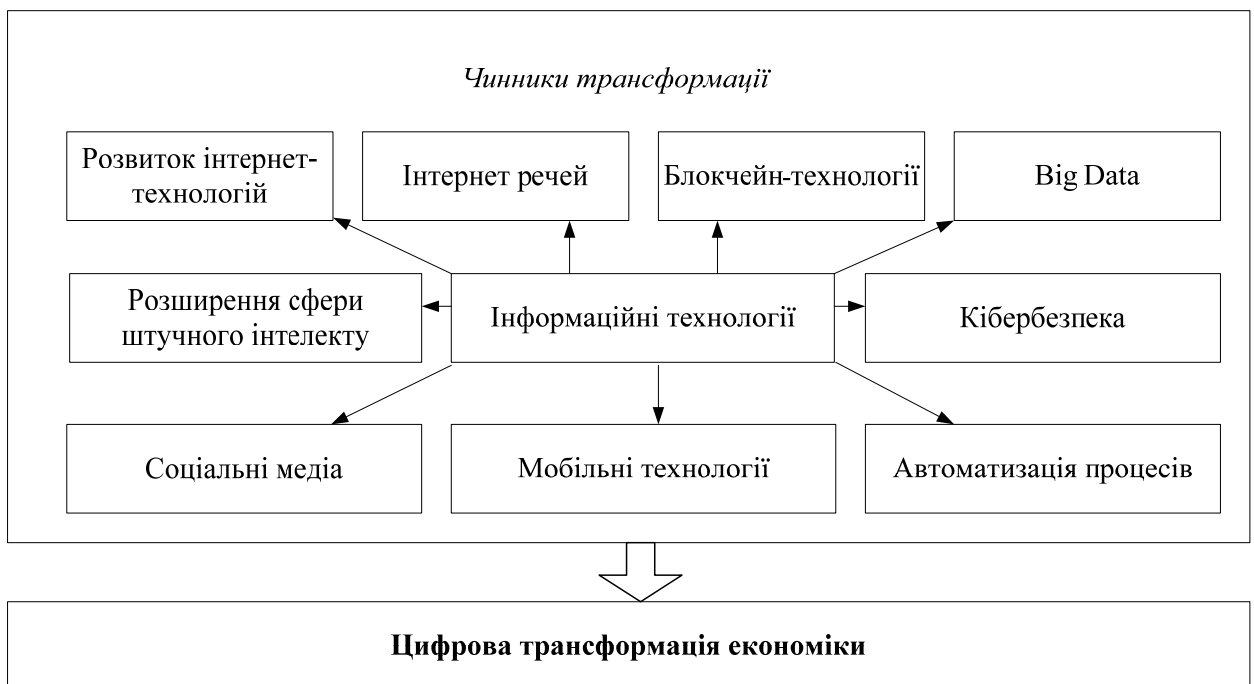 Чинники трансформації
Розвиток інтернет-
технологій
Інтернет речей
Блокчейн-технології
Big Data
Розширення сфери
штучного інтелекту
Інформаційні технології
Кібербезпека
Соціальні медіа
Мобільні технології
Автоматизація процесів
Цифрова трансформація економіки